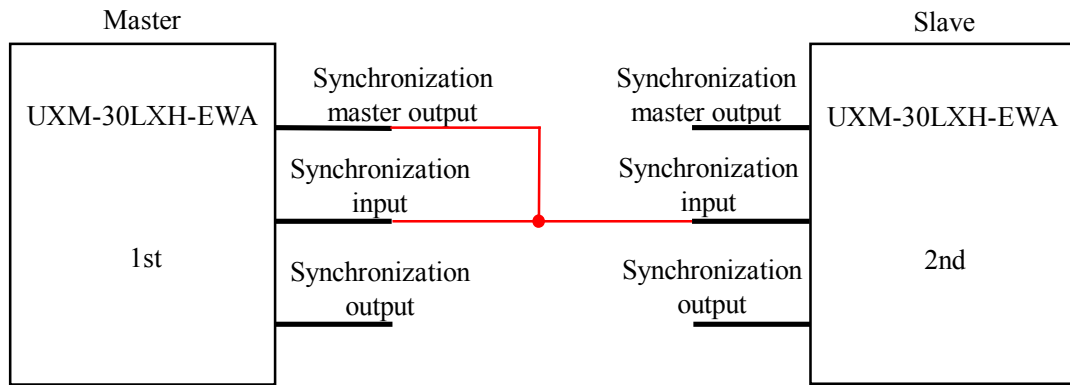 Master
Slave
UXM-30LXH-EWA
Synchronization
master output
Synchronization
input
1st
Synchronization
output
Synchronization
master output
UXM-30LXH-EWA
Synchronization
input
2nd
Synchronization
output